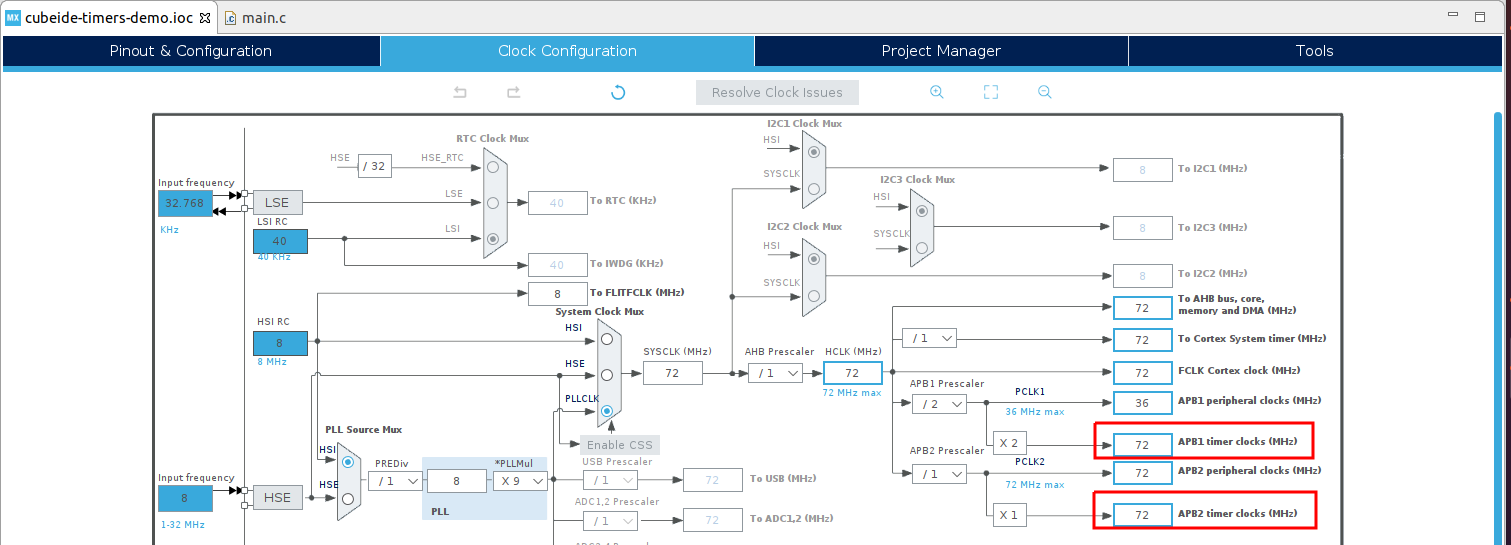 MX cubeide-timers-demo.ioc
main.c
Pinout & Configuration
Clock Configuration
Project Manager
Tools
Resolve Clock Issues
RTC Clock Mux
HSE
/ 32
HSE_RTC
LSE
LSI
Input frequency
32.768
KHz
LSE
LSI RC
40
40 KHz
40
To RTC (KHz)
40
To IWDG (KHz)
8
To FLITFCLK (MHz)
HSI RC
8
8 MHz
System Clock Mux
HSI
HSE
PLLCLK
Enable CSS
SYSCLK (MHz)
72
AHB Prescaler
/ 1
HCLK (MHz)
72
72 MHz max
I2C1 Clock Mux
HSI
SYSCLK
8
To I2C1 (MHz)
I2C3 Clock Mux
HSI
SYSCLK
8
To I2C3 (MHz)
I2C2 Clock Mux
HSI
SYSCLK
8
To I2C2 (MHz)
72
To AHB bus, core,
memory and DMA (MHz)
/ 1
72
To Cortex System timer (MHz)
72
FCLK Cortex clock (MHz)
APB1 Prescaler
/ 2
PCLK1
36 MHz max
36
APB1 peripheral clocks (MHz)
X 2
72
APB1 timer clocks (MHz)
APB2 Prescaler
/ 1
PCLK2
72 MHz max
72
APB2 peripheral clocks (MHz)
X 1
72
APB2 timer clocks (MHz)
PLL Source Mux
HSI
HSE
Input frequency
8
1-32 MHz
HSE
PREDiv
/ 1
8
*PLLMul
X 9
PLL
USB Prescaler
/ 1
72
To USB (MHz)
ADC1,2 Prescaler
/ 1
72
To ADC1,2 (MHz)